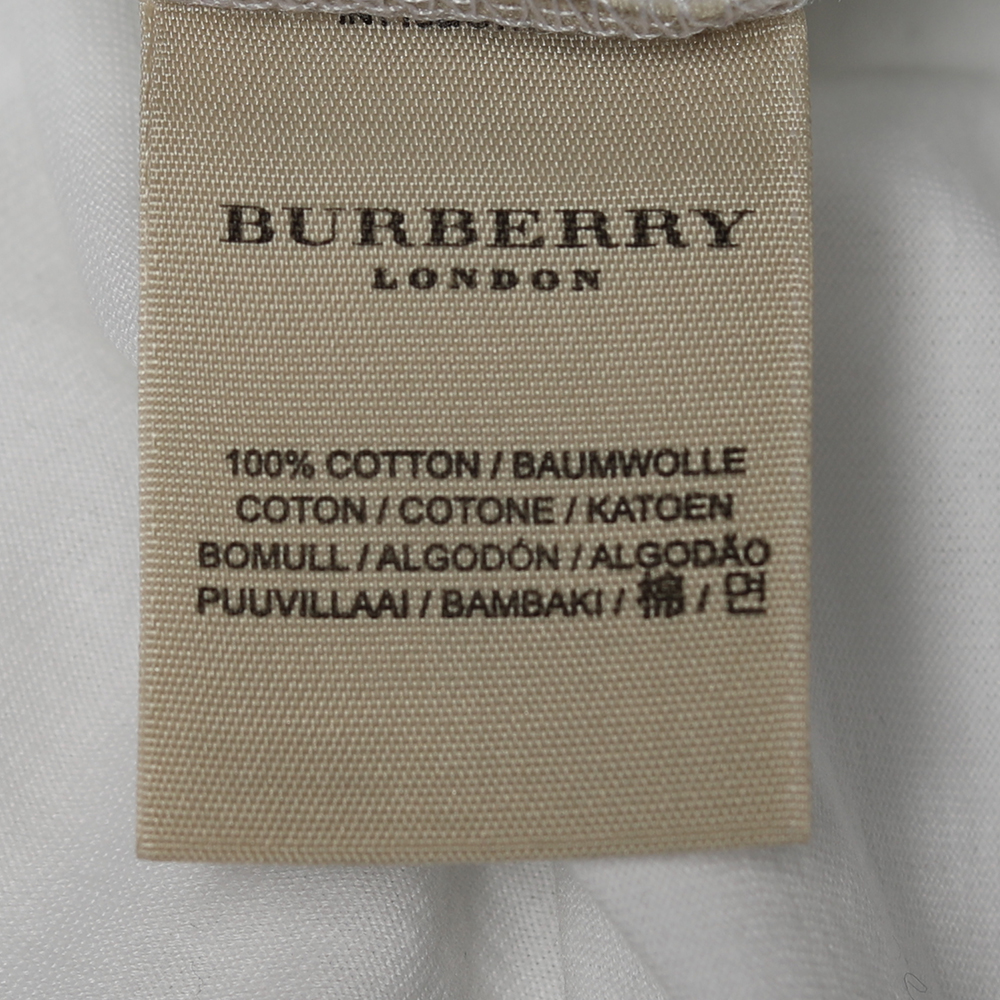 BURBERRY
LONDON
100% COTTON / BAUMWOLLE
COTON / COTONE / KATOEN
BOMULL / ALGODÓN / ALGODÃO
PUUVILLAAI / BAMBAKI / 棉 / 면